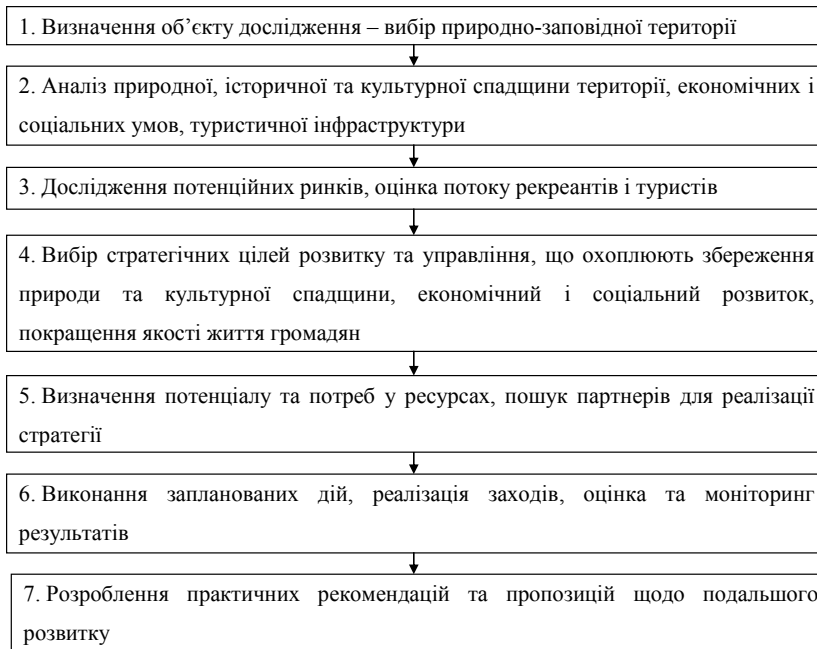 1. Визначення об’єкту дослідження – вибір природно-заповідної території
2. Аналіз природної, історичної та культурної спадщини території, економічних і
соціальних умов, туристичної інфраструктури
3. Дослідження потенційних ринків, оцінка потоку рекреантів і туристів
4. Вибір стратегічних цілей розвитку та управління, що охоплюють збереження
природи та культурної спадщини, економічний і соціальний розвиток,
покращення якості життя громадян
5. Визначення потенціалу та потреб у ресурсах, пошук партнерів для реалізації
стратегії
6. Виконання запланованих дій, реалізація заходів, оцінка та моніторинг
результатів
7. Розроблення практичних рекомендацій та пропозицій щодо подальшого
розвитку